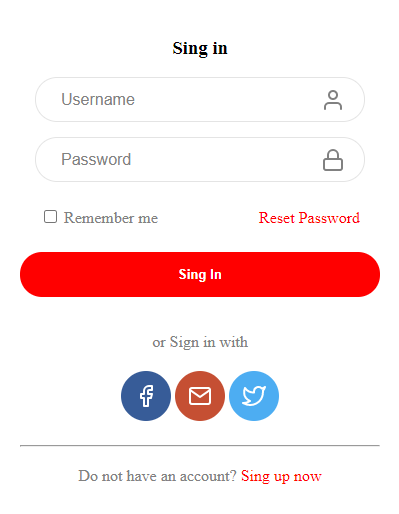 Sing in
Username
Password
Remember me Reset Password
Sing In
or Sign in with
Do not have an account? Sing up now